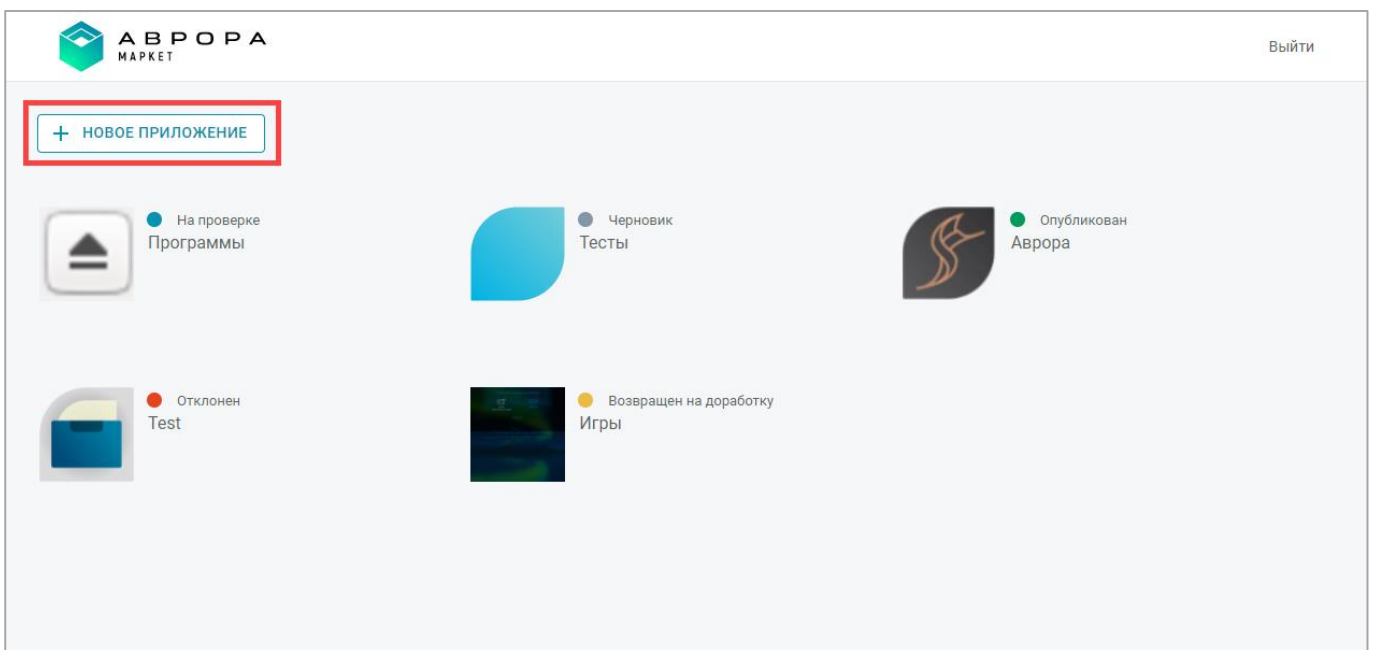 АВРОРА
МАРКЕТ
Выйти
+ НОВОЕ ПРИЛОЖЕНИЕ
На проверке
Программы
Черновик
Тесты
Опубликован
Аврора
Отклонен
Test
Возвращен на доработку
Игры